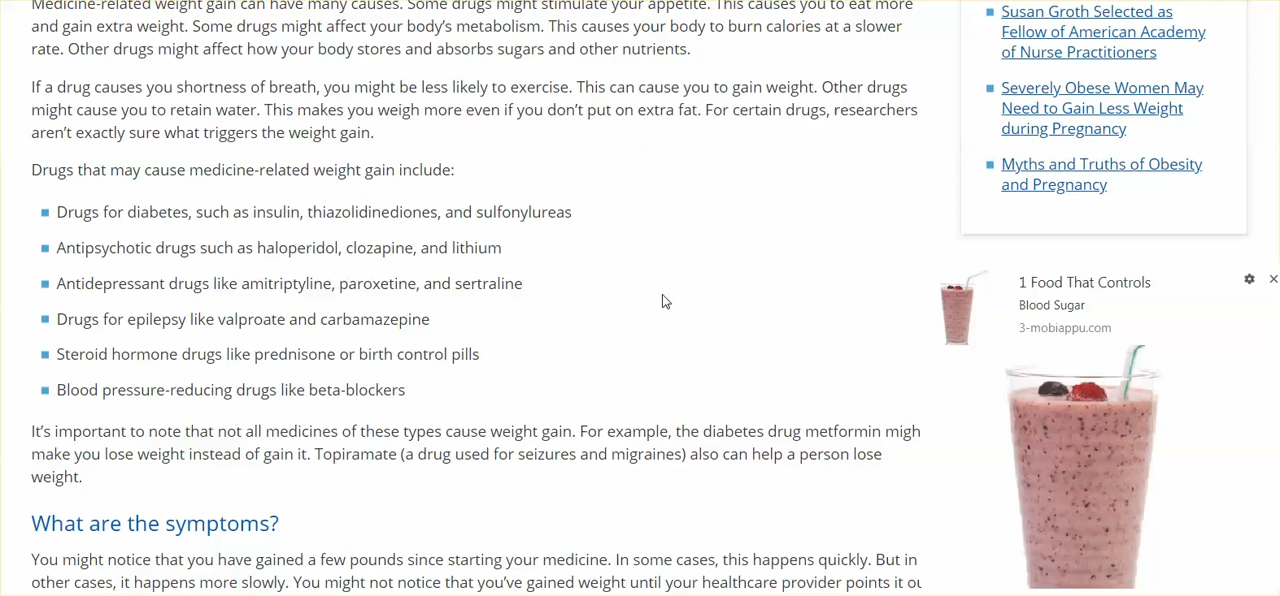 Medicine-related weight gain can have many causes. Some drugs might stimulate your appetite. This causes you to eat more
and gain extra weight. Some drugs might affect your body's metabolism. This causes your body to burn calories at a slower
rate. Other drugs might affect how your body stores and absorbs sugars and other nutrients.
If a drug causes you shortness of breath, you might be less likely to exercise. This can cause you to gain weight. Other drugs
might cause you to retain water. This makes you weigh more even if you don't put on extra fat. For certain drugs, researchers
aren't exactly sure what triggers the weight gain.
Drugs that may cause medicine-related weight gain include:
Drugs for diabetes, such as insulin, thiazolidinediones, and sulfonylureas
Antipsychotic drugs such as haloperidol, clozapine, and lithium
Antidepressant drugs like amitriptyline, paroxetine, and sertraline
Drugs for epilepsy like valproate and carbamazepine
Steroid hormone drugs like prednisone or birth control pills
Blood pressure-reducing drugs like beta-blockers
It's important to note that not all medicines of these types cause weight gain. For example, the diabetes drug metformin migh
make you lose weight instead of gain it. Topiramate (a drug used for seizures and migraines) also can help a person lose
weight.
What are the symptoms?
You might notice that you have gained a few pounds since starting your medicine. In some cases, this happens quickly. But in
other cases, it happens more slowly. You might not notice that you've gained weight until your healthcare provider points it ou
Susan Groth Selected as
Fellow of American Academy
of Nurse Practitioners
Severely Obese Women May
Need to Gain Less Weight
during Pregnancy
Myths and Truths of Obesity
and Pregnancy
1 Food That Controls
Blood Sugar
3-mobiappu.com